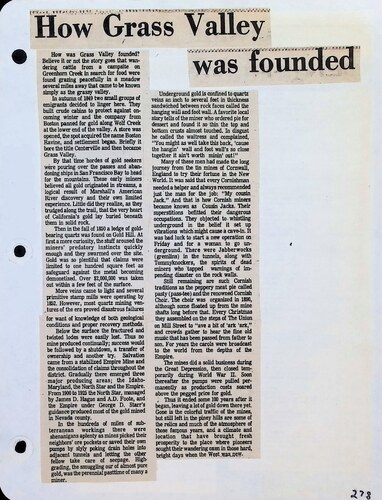 How Grass Valley
was founded
How was Grass Valley founded?
Believe it or not the story goes that wan-
dering cattle from a campsite on
Greenhorn Creek in search for food were
found grazing peacefully in a meadow
several miles away that came to be known
simply as the grassy valley.
In autumn of 1849 two small groups of
emigrants decided to linger here. They
built crude cabins to protect against on-
coming winter and the company from
Boston panned for gold along Wolf Creek
at the lower end of the valley. A store was
opened, the spot acquired the name Boston
Ravine, and settlement began. Briefly it
bore the title Centerville and then became
Grass Valley.
By that time hordes of gold seekers
were pouring over the passes and aban-
doning ships in San Francisco Bay to head
for the mountains. These early miners
believed all gold originated in streams, a
logical result of Marshall's American
River discovery and their own limited
experience. Little did they realize, as they
trudged along the trail, that the very heart
of California's gold lay buried beneath
them in solid rock.
Then in the fall of 1850 a ledge of gold-
bearing quartz was found on Gold Hill. At
first a mere curiosity, the stuff aroused the
miners' predatory instincts quickly
enough and they swarmed over the site.
Gold was so plentiful that claims were
limited to one hundred square feet as
safeguard against the metal becoming
demonetized. Over $2,000,000 was taken
out within a few feet of the surface.
More veins came to light and several
primitive stamp mills were operating by
1852. However, most quartz mining ven-
tures of the era proved disastrous failures
for want of knowledge of both geological
conditions and proper recovery methods.
Below the surface the fractured and
twisted lodes were easily lost. Thus no
mine produced continually; success would
be followed by a shutdown, a transfer of
ownership and another try. Salvation
came from a stabilized Empire Mine and
the consolidation of claims throughout the
district. Gradually there emerged three
major producing areas; the Idaho-
Maryland, the North Star and the Empire.
From 1900 to 1928 the North Star, managed
by James D. Hague and A.D. Foote, and
the Empire under George D. Starr's
guidance produced most of the gold mined
in Nevada county.
In the hundreds of miles of sub-
terranean workings there were
shenanigans aplenty as miners picked their
neighbors' ore pockets or saved their own
pumps by slyly poking drain holes into
adjacent tunnels and letting the other
fellow take care of seepage. High-
grading, the smuggling our of almost pure
gold, was the perennial pasttime of many a
miner.
Underground gold is confined to quartz
veins an inch to several feet in thickness
sandwiched between rock faces called the
hanging wall and foot wall. A favorite local
story tells of the miner who ordered pie for
dessert and found it so thin the top and
bottom crusts almost touched. In disgust
he called the waitress and complained,
"You might as well take this back, 'cause
the hangin' wall and foot wall's so close
together it ain't worth minin' out!"
Many of these men had made the long
journey from the tin mines of Cornwall,
England to try their fortune in the New
World. It was said that every Cornishman
needed a helper and always recommended
just the man for the job: "My cousin
Jack." And that is how Cornish miners
became known as Cousin Jacks. Their
superstitions befitted their dangerous
occupations. They objected to whistling
underground in the belief it set up
vibrations which might cause a cave-in. It
was bad luck to start a new operation on
Friday and for a woman to go un-
derground. There were Jabberwocks
(gremlins) in the tunnels, along with
Tommyknockers, the spirits of dead
miners who tapped warnings of im-
pending disaster on the rock walls.
Still remaining are such Cornish
traditions as the peppery meat pie called
pasty (pass-tee) and the renowned Cornish
Choir. The choir was organized in 1896,
although some floated up from the mine
shafts long before that. Every Christmas
they assembled on the steps of The Union
on Mill Street to "ave a bit of 'ark 'ark,"
and crowds gather to hear the fine old
music that has been passed from father to
son. For years the carols were broadcast
to the world from the depths of the
Empire.
The mines did a solid business during
the Great Depression, then closed tem-
porarily during World War II. Soon
thereafter the pumps were pulled per-
manently as production costs soared
above the pegged price for gold.
Thus it ended some 100 years after it
began, leaving a lot of gold down there yet.
Gone is the colorful traffic of the mines,
but still left in the piney hills are some of
the relics and much of the atmosphere of
those famous years, and a climate and
location that have brought fresh
prosperity to the place where pioneers
sought their wandering oxen in those hard,
bright days when the West was new.
278